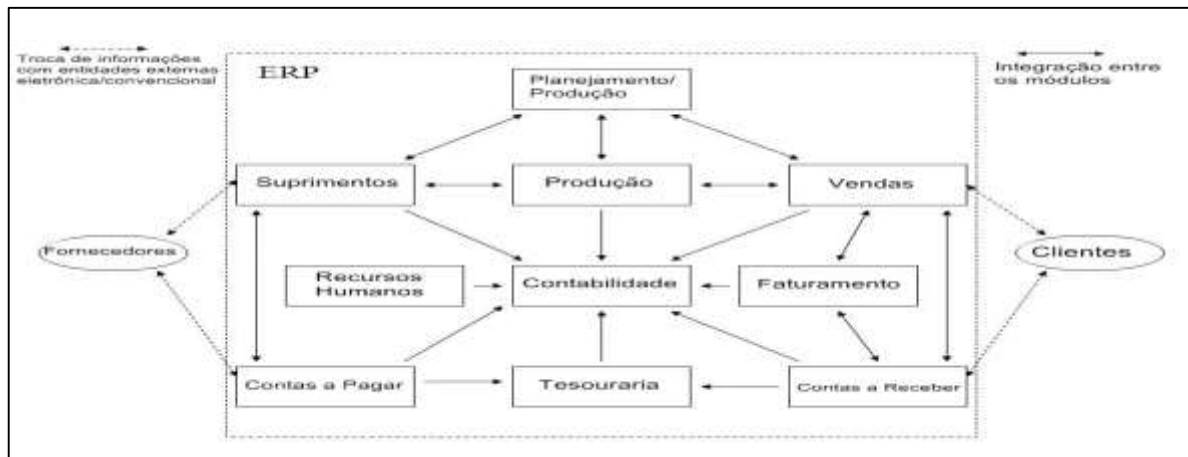 Troca de informações
com entidades externas
eletrônica/convencional
ERP
Planejamento/
Produção
Integração entre
os módulos
Suprimentos
Produção
Vendas
Fornecedores
Clientes
Recursos
Humanos
Contabilidade
Faturamento
Contas a Pagar
Tesouraria
Contas a Receber